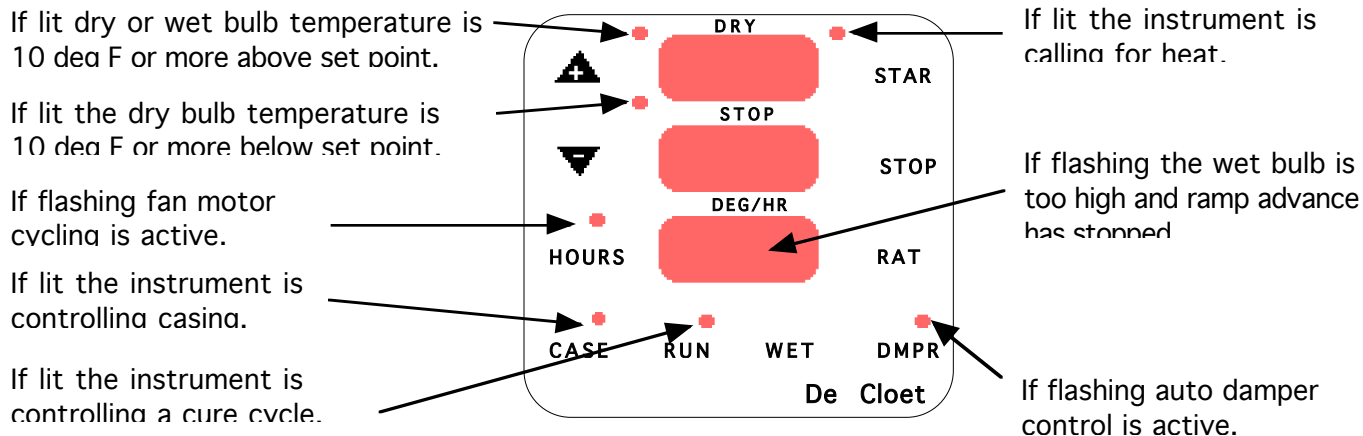 If lit dry or wet bulb temperature is
10 deg F or more above set point.
If lit the dry bulb temperature is
10 deg F or more below set point.
If flashing fan motor
cycling is active.
If lit the instrument is
controlling casing.
If lit the instrument is
controlling a cure cycle.
DRY
STAR
STOP
STOP
DEG/HR
HOURS
RAT
CASE RUN WET DMPR
De Cloet
If lit the instrument is
calling for heat.
If flashing the wet bulb is
too high and ramp advance
has stopped
If flashing auto damper
control is active.